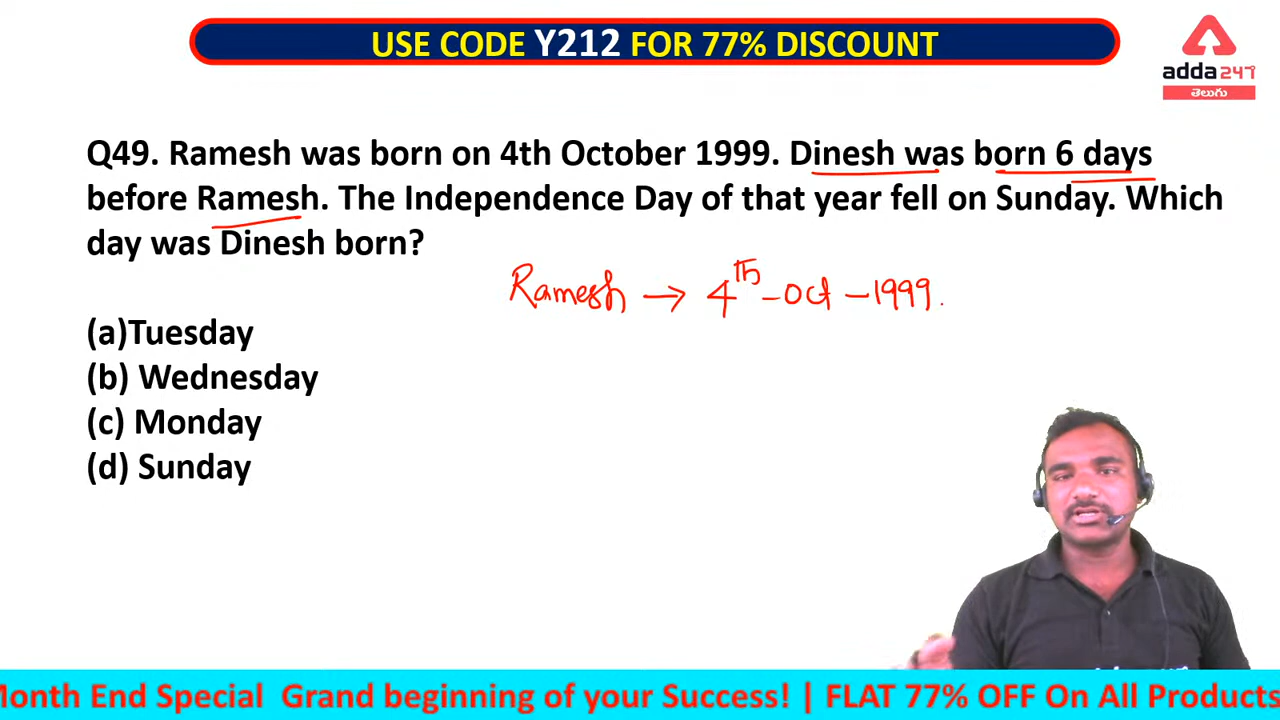 USE CODE Y212 FOR 77% DISCOUNT
adda247
తెలుగు
Q49. Ramesh was born on 4th October 1999. Dinesh was born 6 days
before Ramesh. The Independence Day of that year fell on Sunday. Which
day was Dinesh born?
Ramesh → 4th - Oct - 1999.
(a)Tuesday
(b) Wednesday
(c) Monday
(d) Sunday
Month End Special Grand beginning of your Success! | FLAT 77% OFF On All Products